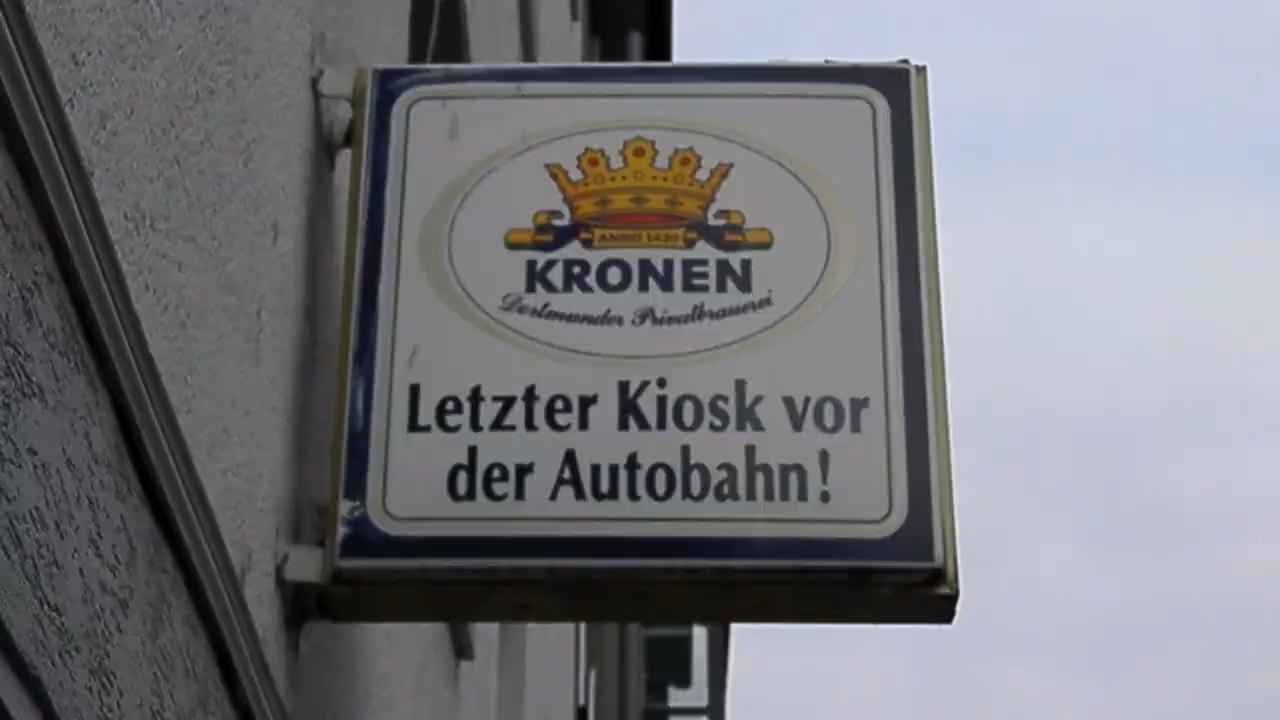 ANNO 1430
KRONEN
Dortmunder Privatbrauerei
Letzter Kiosk vor
der Autobahn!